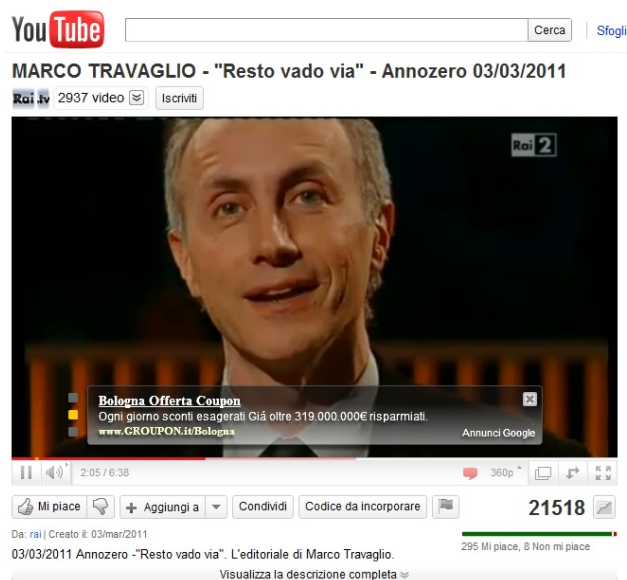 YouTube Cerca Sfogli
MARCO TRAVAGLIO - "Resto vado via" - Annozero 03/03/2011
Rai.tv 2937 video Iscriviti
Rai 2
Bologna Offerta Coupon
Ogni giorno sconti esagerati Giá oltre 319.000.000€ risparmiati.
www.GROUPON.it/Bologna
Annunci Google
2:05 / 6:38 360p
Mi piace Aggiungi a Condividi Codice da incorporare 21518
Da: rai | Creato il: 03/mar/2011
295 Mi piace, 8 Non mi piace
03/03/2011 Annozero -"Resto vado via". L'editoriale di Marco Travaglio.
Visualizza la descrizione completa